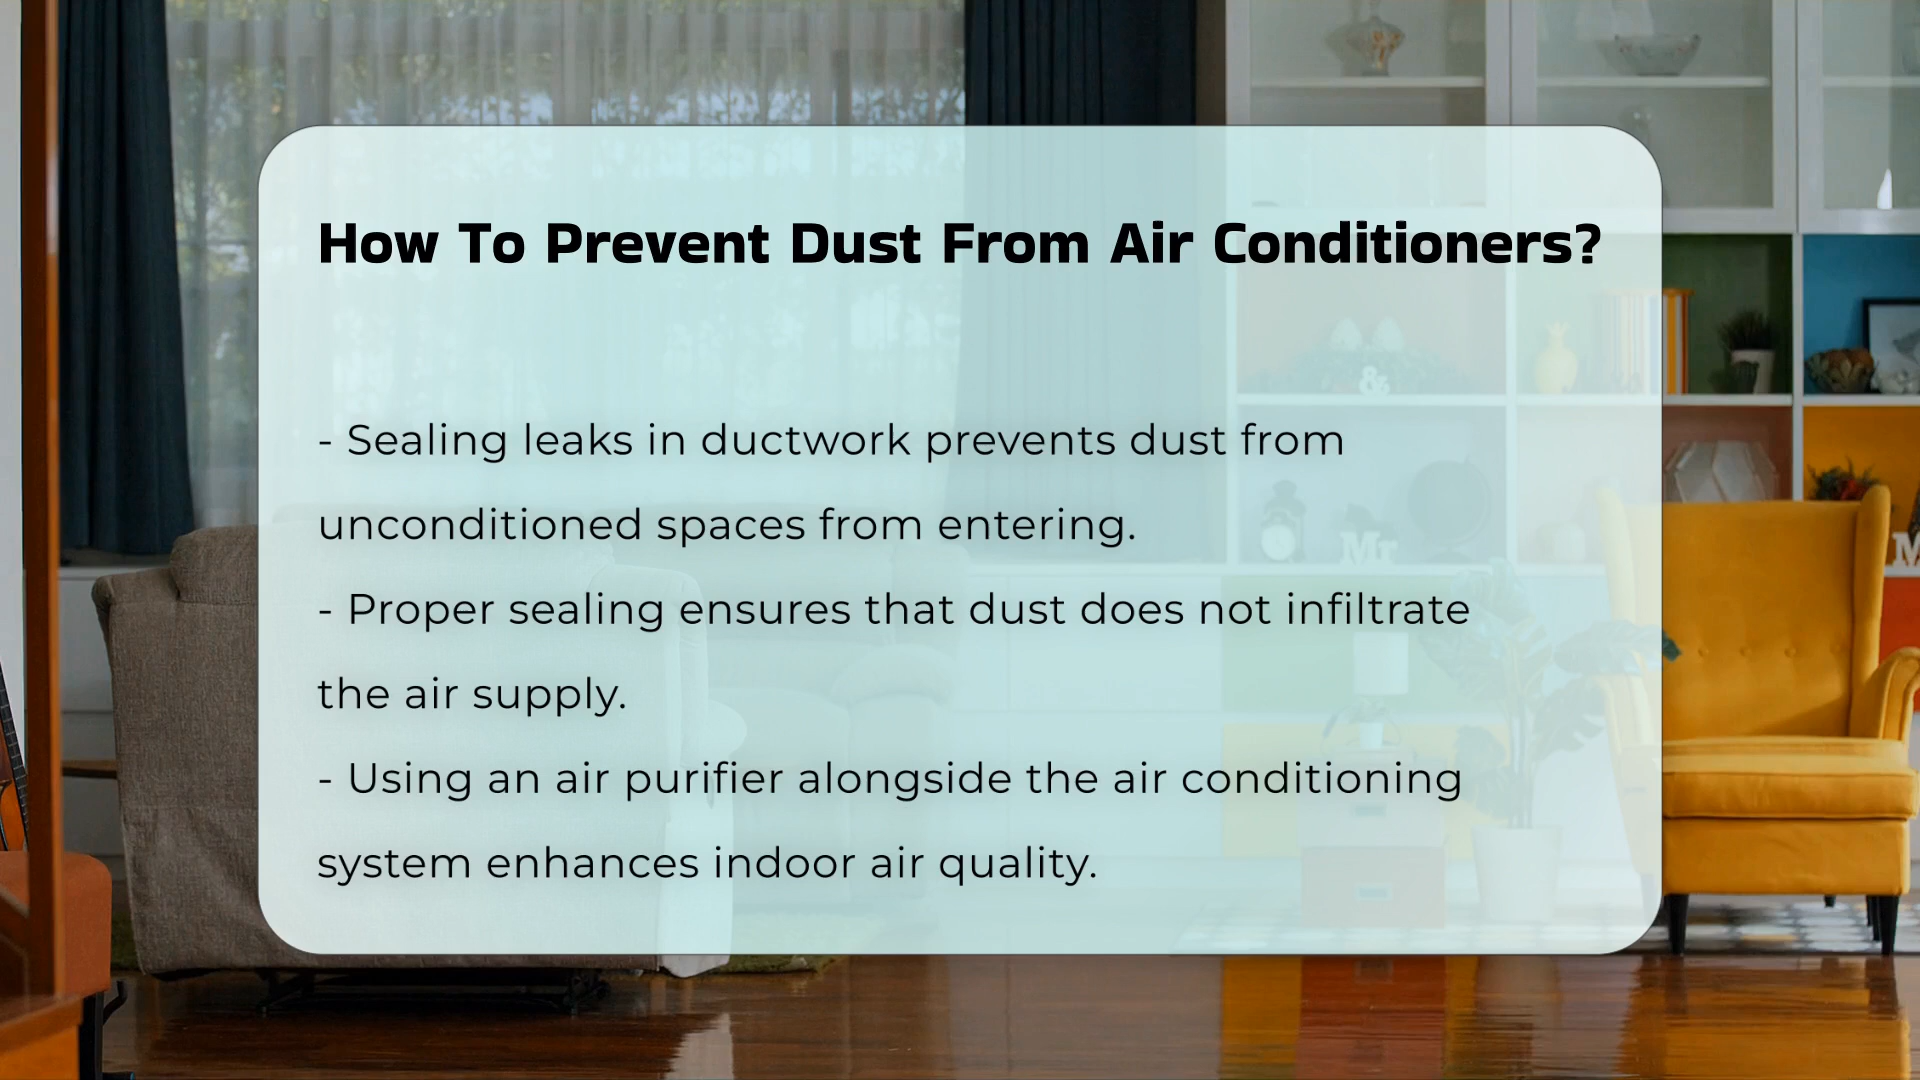 How To Prevent Dust From Air Conditioners?
- Sealing leaks in ductwork prevents dust from
unconditioned spaces from entering.
- Proper sealing ensures that dust does not infiltrate
the air supply.
- Using an air purifier alongside the air conditioning
system enhances indoor air quality.
&
Mr
M